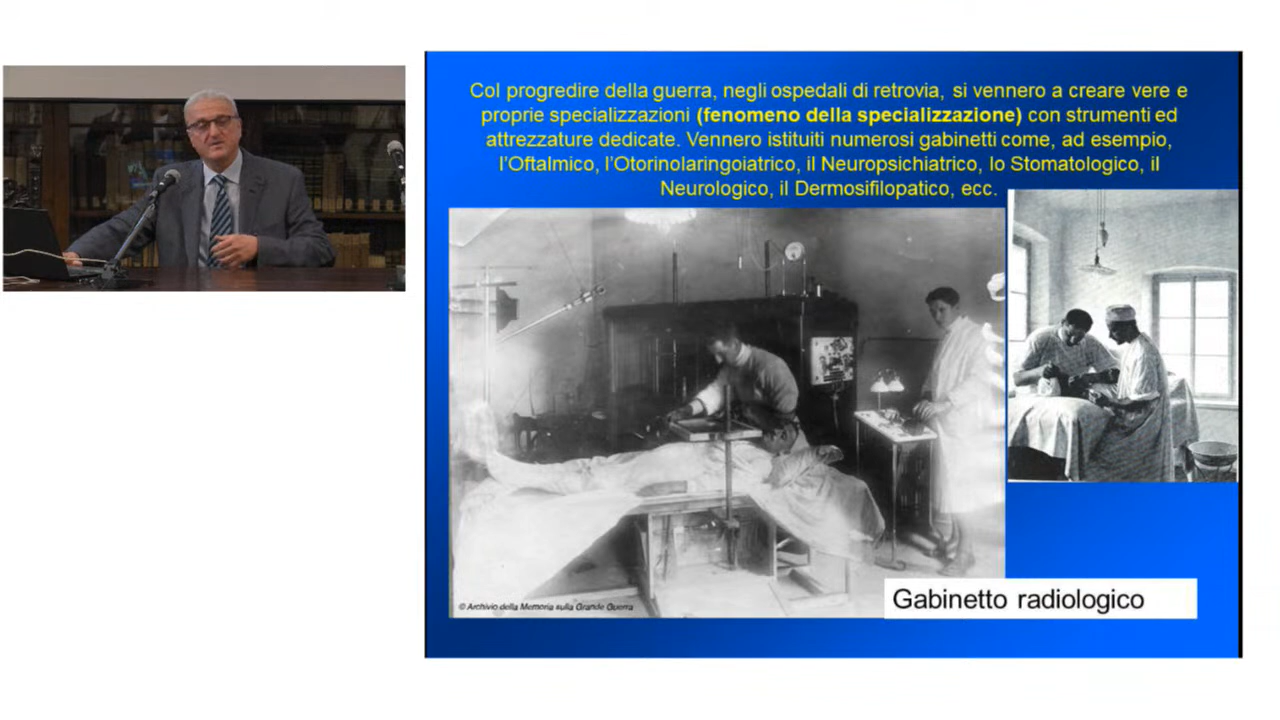 Col progredire della guerra, negli ospedali di retrovia, si vennero a creare vere e
proprie specializzazioni (fenomeno della specializzazione) con strumenti ed
attrezzature dedicate. Vennero istituiti numerosi gabinetti come, ad esempio,
l'Oftalmico, l'Otorinolaringoiatrico, il Neuropsichiatrico, lo Stomatologico, il
Neurologico, il Dermosifilopatico, ecc.
© Archivio della Memoria sulla Grande Guerra
Gabinetto radiologico